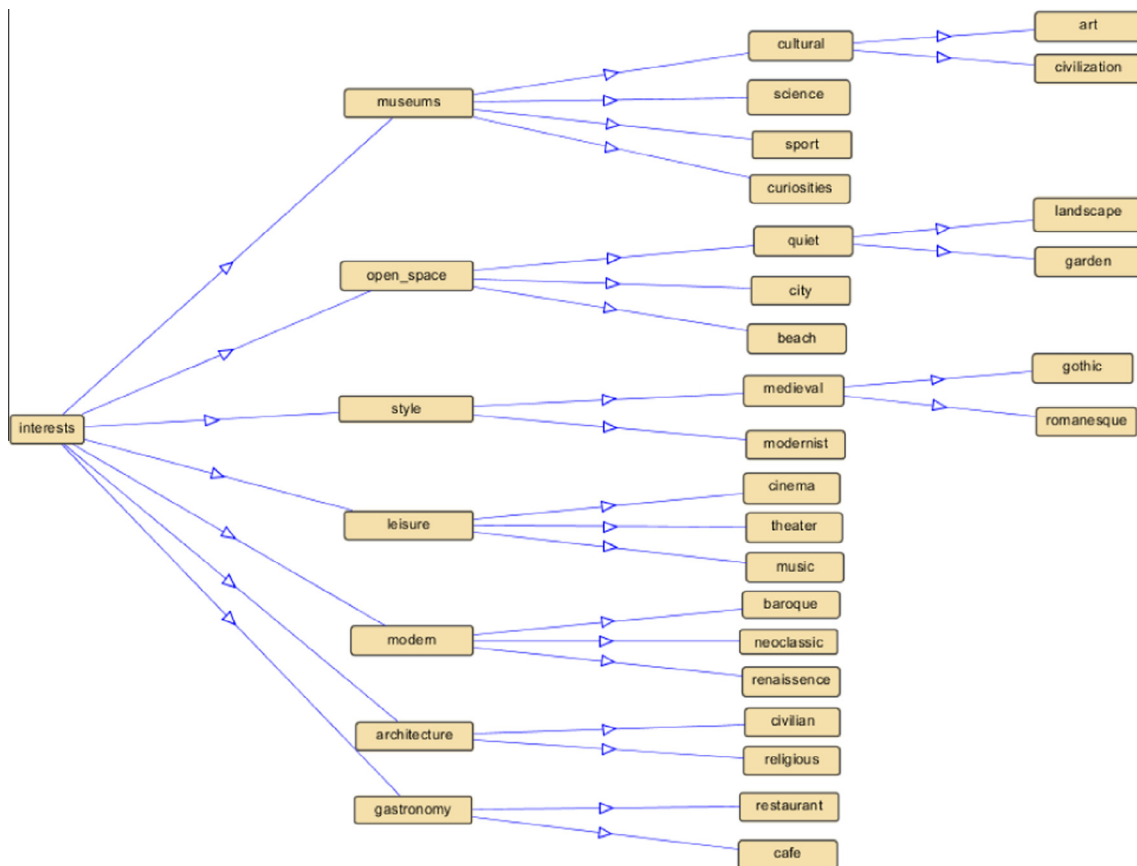 interests
museums
cultural
art
civilization
science
sport
curiosities
open_space
quiet
landscape
garden
city
beach
style
medieval
gothic
romanesque
modernist
leisure
cinema
theater
music
modern
baroque
neoclassic
renaissence
architecture
civilian
religious
gastronomy
restaurant
cafe